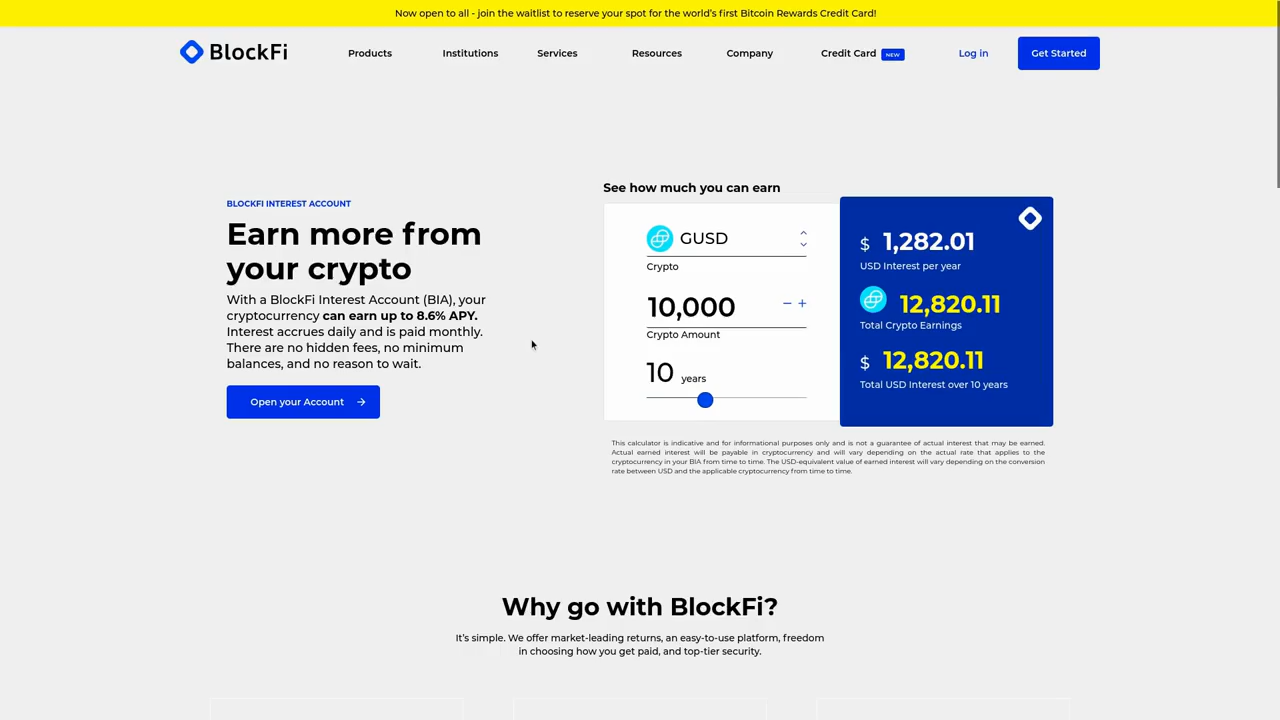 Now open to all - join the waitlist to reserve your spot for the world's first Bitcoin Rewards Credit Card!
BlockFi
Products
Institutions
Services
Resources
Company
Credit Card NEW
Log in
Get Started
BLOCKFI INTEREST ACCOUNT
Earn more from
your crypto
With a BlockFi Interest Account (BIA), your
cryptocurrency can earn up to 8.6% APY.
Interest accrues daily and is paid monthly.
There are no hidden fees, no minimum
balances, and no reason to wait.
Open your Account →
See how much you can earn
GUSD
Crypto
10,000 − +
Crypto Amount
10 years
$ 1,282.01
USD Interest per year
12,820.11
Total Crypto Earnings
$ 12,820.11
Total USD Interest over 10 years
This calculator is indicative and for informational purposes only and is not a guarantee of actual interest that may be earned.
Actual earned interest will be payable in cryptocurrency and will vary depending on the actual rate that applies to the
cryptocurrency in your BIA from time to time. The USD-equivalent value of earned interest will vary depending on the conversion
rate between USD and the applicable cryptocurrency from time to time.
Why go with BlockFi?
It's simple. We offer market-leading returns, an easy-to-use platform, freedom
in choosing how you get paid, and top-tier security.